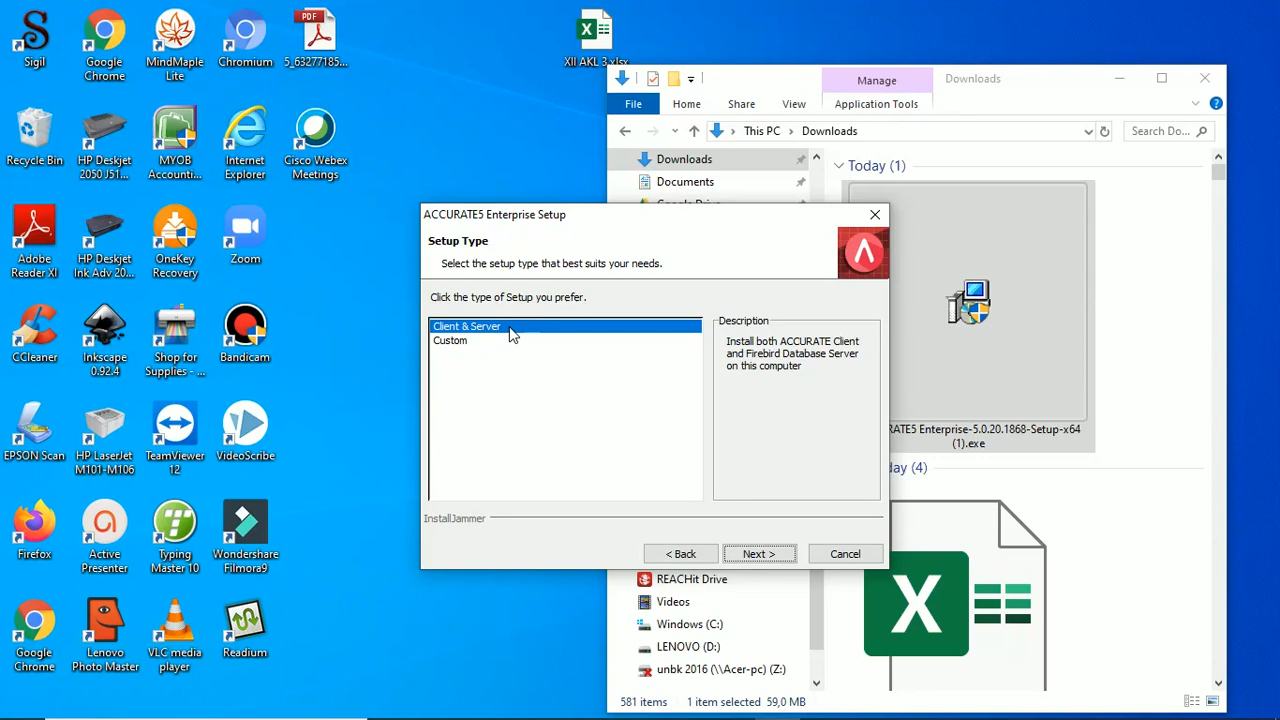 Sigil
Google
Chrome
MindMaple
Lite
Chromium
PDF
5_63277185...
XII AKL 3.xlsx
Recycle Bin
HP Deskjet
2050 J51...
MYOB
Accounti...
Internet
Explorer
Cisco Webex
Meetings
Adobe
Reader XI
HP Deskjet
Ink Adv 20...
OneKey
Recovery
Zoom
CCleaner
Inkscape
0.92.4
Shop for
Supplies - ...
Bandicam
EPSON Scan
HP LaserJet
M101-M106
TeamViewer
12
VideoScribe
Firefox
Active
Presenter
Typing
Master 10
Wondershare
Filmora9
Google
Chrome
Lenovo
Photo Master
VLC media
player
Readium
Manage
Downloads
File
Home
Share
View
Application Tools
This PC
Downloads
Search Do...
Downloads
Documents
Today (1)
RATE5 Enterprise-5.0.20.1868-Setup-x64
(1).exe
day (4)
ACCURATE5 Enterprise Setup
Setup Type
Select the setup type that best suits your needs.
Click the type of Setup you prefer.
Client & Server
Custom
Description
Install both ACCURATE Client
and Firebird Database Server
on this computer
InstallJammer
< Back
Next >
Cancel
REACHit Drive
Videos
Windows (C:)
LENOVO (D:)
unbk 2016 (\\Acer-pc) (Z:)
X
581 items
1 item selected 59,0 MB